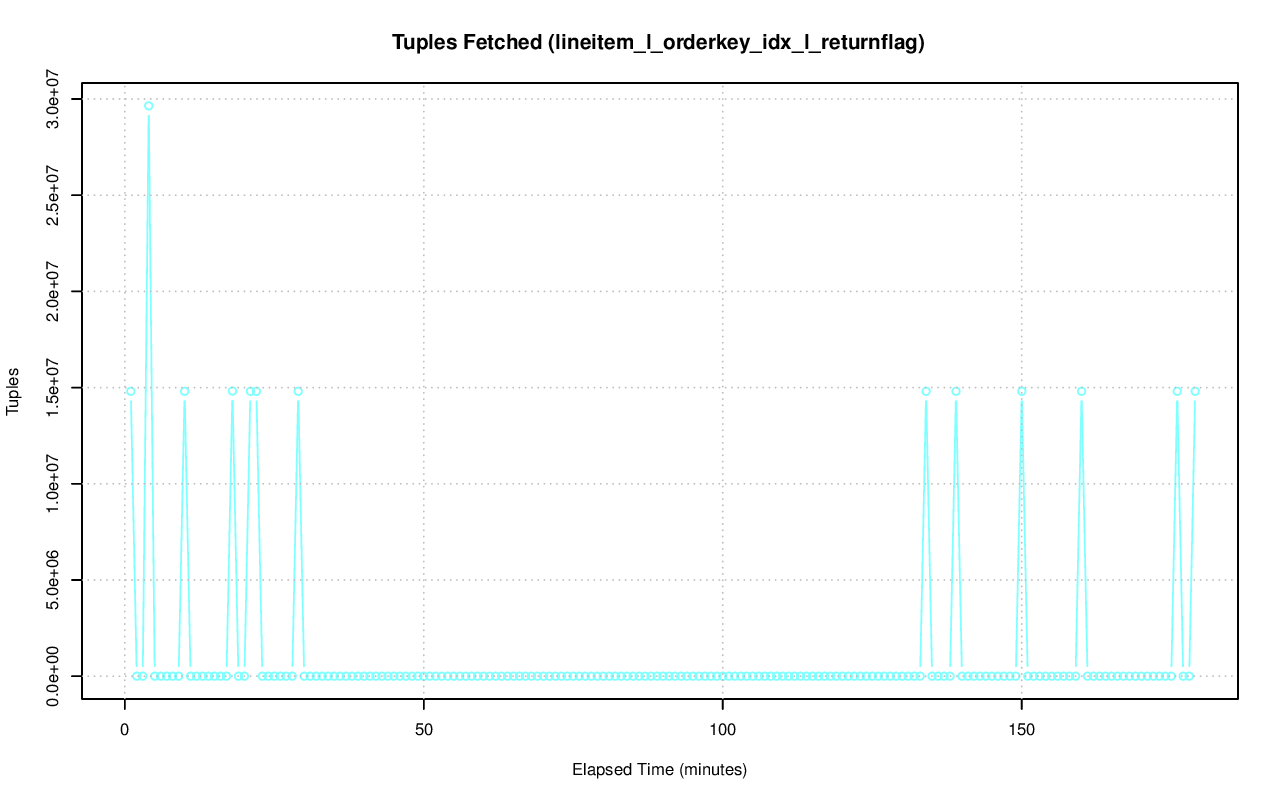 Tuples Fetched (lineitem_l_orderkey_idx_l_returnflag)
3.0e+07
2.5e+07
2.0e+07
1.5e+07
1.0e+07
5.0e+06
0.0e+00
Tuples
0 50 100 150
Elapsed Time (minutes)